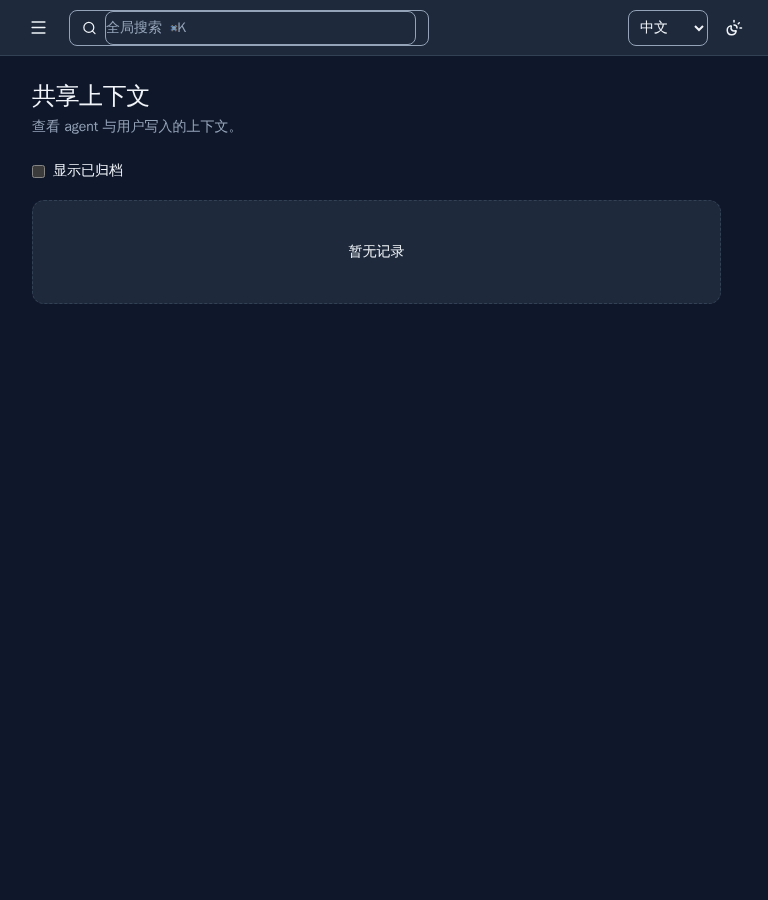 全局搜索 ⌘K
中文
共享上下文
查看 agent 与用户写入的上下文。
显示已归档
暂无记录